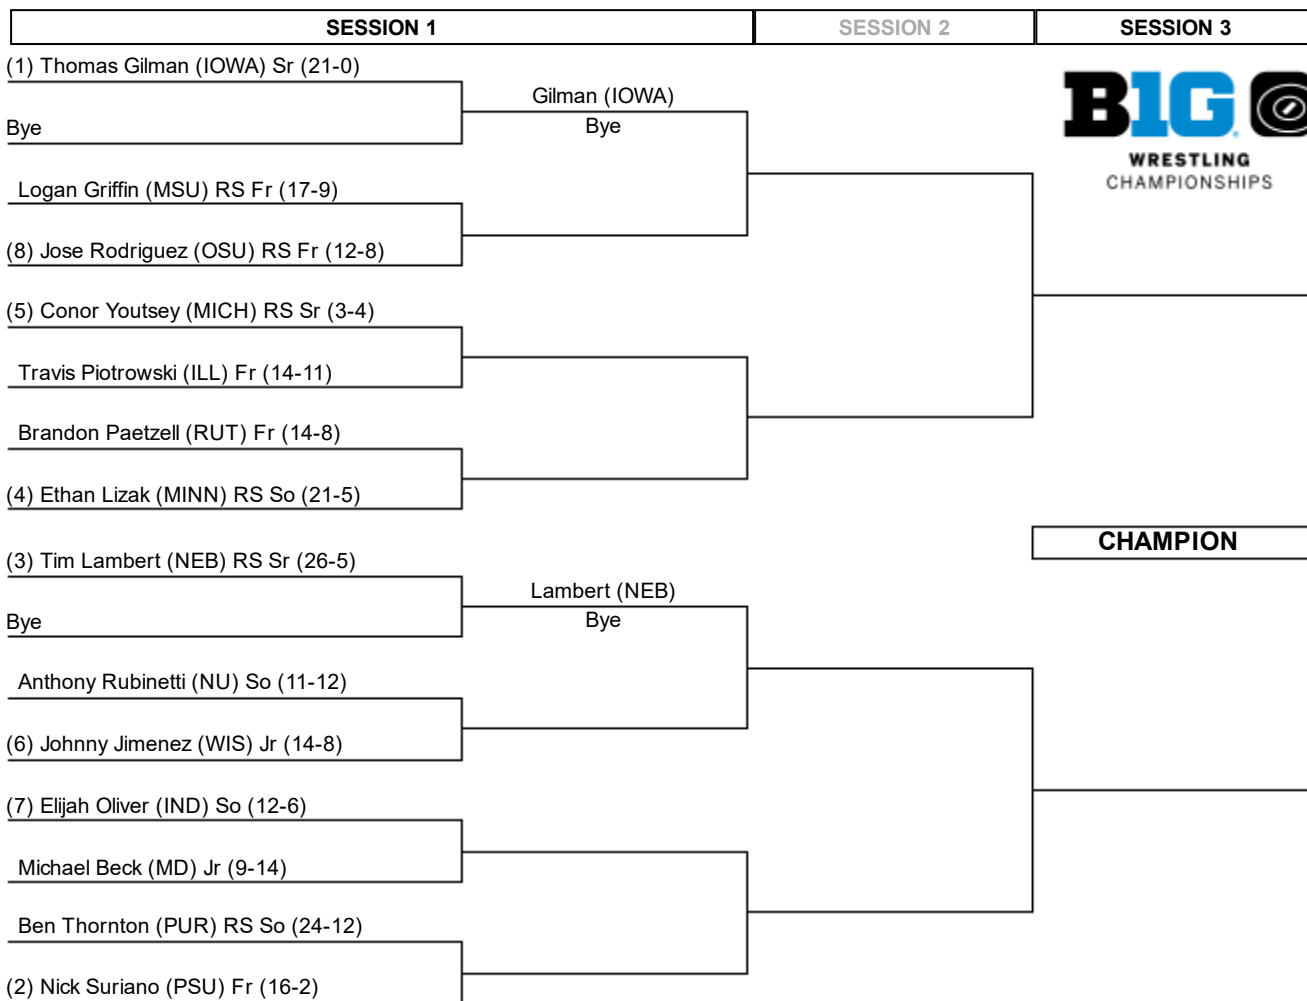 SESSION 1
SESSION 2
SESSION 3
(1) Thomas Gilman (IOWA) Sr (21-0)
Gilman (IOWA)
Bye
Bye
B1G
WRESTLING
CHAMPIONSHIPS
Logan Griffin (MSU) RS Fr (17-9)
(8) Jose Rodriguez (OSU) RS Fr (12-8)
(5) Conor Youtsey (MICH) RS Sr (3-4)
Travis Piotrowski (ILL) Fr (14-11)
Brandon Paetzell (RUT) Fr (14-8)
(4) Ethan Lizak (MINN) RS So (21-5)
CHAMPION
(3) Tim Lambert (NEB) RS Sr (26-5)
Lambert (NEB)
Bye
Bye
Anthony Rubinetti (NU) So (11-12)
(6) Johnny Jimenez (WIS) Jr (14-8)
(7) Elijah Oliver (IND) So (12-6)
Michael Beck (MD) Jr (9-14)
Ben Thornton (PUR) RS So (24-12)
(2) Nick Suriano (PSU) Fr (16-2)